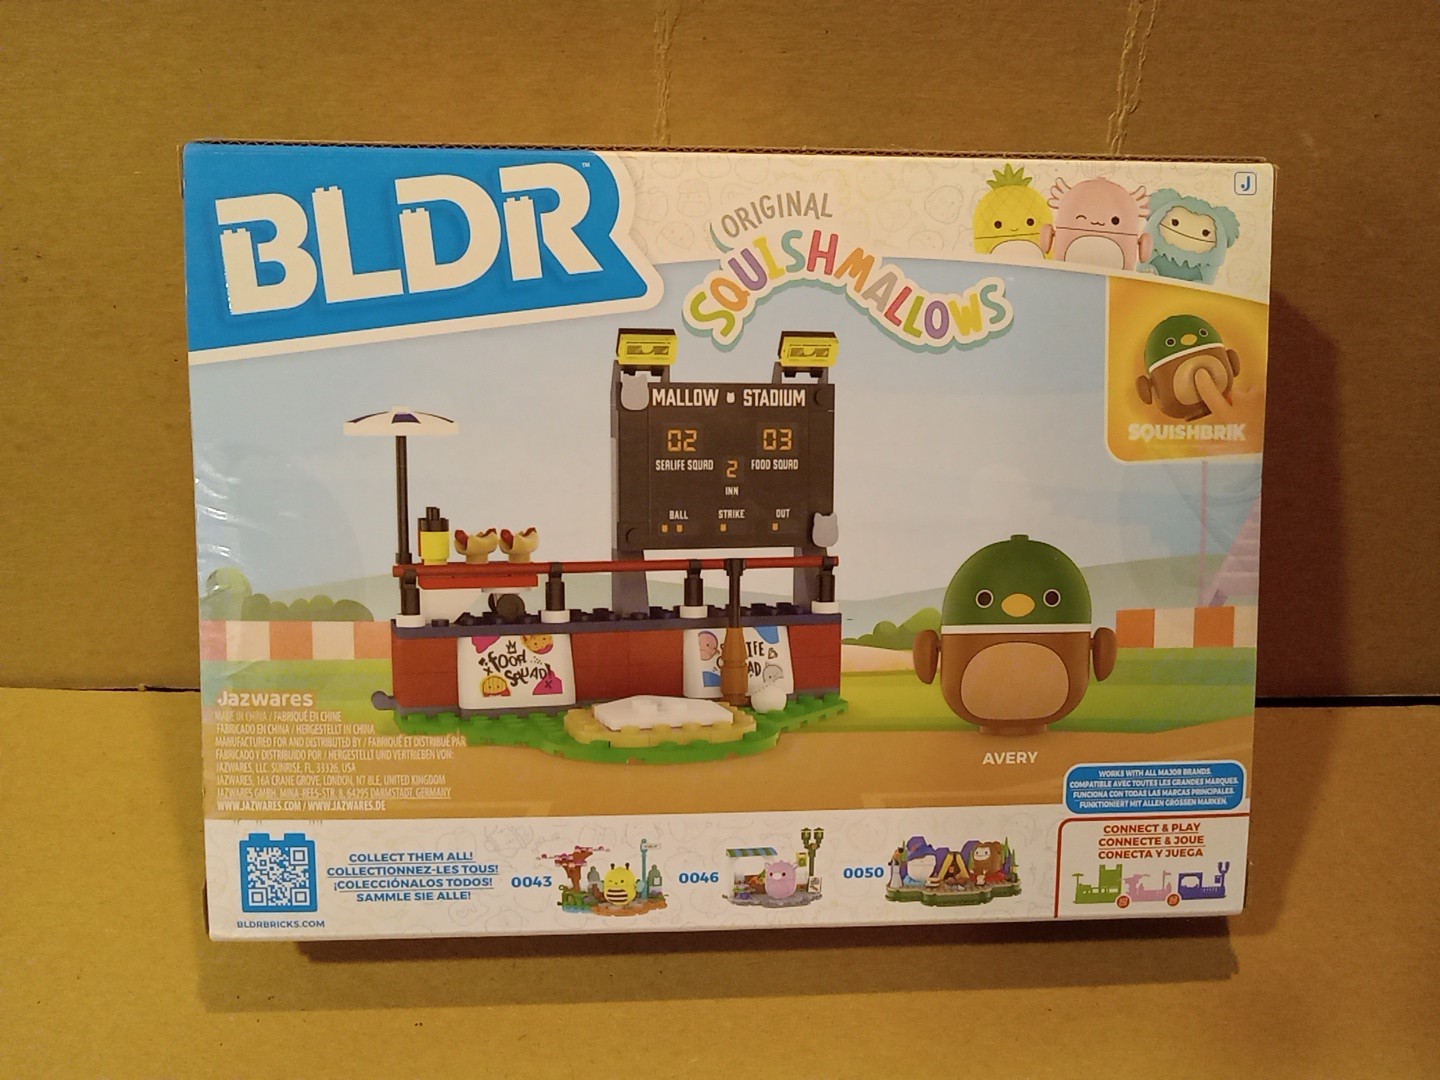 BLDR™
ORIGINAL
SQUISHMALLOWS
J
SQUISHBRIK
MALLOW STADIUM
02 03
SEALIFE SQUAD 2 FOOD SQUAD
INN
BALL STRIKE OUT
FOOD
SQUAD!
AVERY
Jazwares
MADE IN CHINA / FABRIQUÉ EN CHINE
FABRICADO EN CHINA / HERGESTELLT IN CHINA
MANUFACTURED FOR AND DISTRIBUTED BY / FABRIQUÉ ET DISTRIBUÉ PAR
FABRICADO Y DISTRIBUIDO POR / HERGESTELLT UND VERTRIEBEN VON:
JAZWARES, LLC. SUNRISE, FL, 33326, USA
JAZWARES, 16A CRANE GROVE, LONDON, N7 8LE, UNITED KINGDOM
JAZWARES GMBH, MINA-REES-STR. 8, 64295 DARMSTADT, GERMANY
WWW.JAZWARES.COM / WWW.JAZWARES.DE
WORKS WITH ALL MAJOR BRANDS.
COMPATIBLE AVEC TOUTES LES GRANDES MARQUES.
FUNCIONA CON TODAS LAS MARCAS PRINCIPALES.
FUNKTIONIERT MIT ALLEN GROSSEN MARKEN.
BLDRBRICKS.COM
COLLECT THEM ALL!
COLLECTIONNEZ-LES TOUS!
¡COLECCIÓNALOS TODOS!
SAMMLE SIE ALLE!
0043
0046
0050
CONNECT & PLAY
CONNECTE & JOUE
CONECTA Y JUEGA